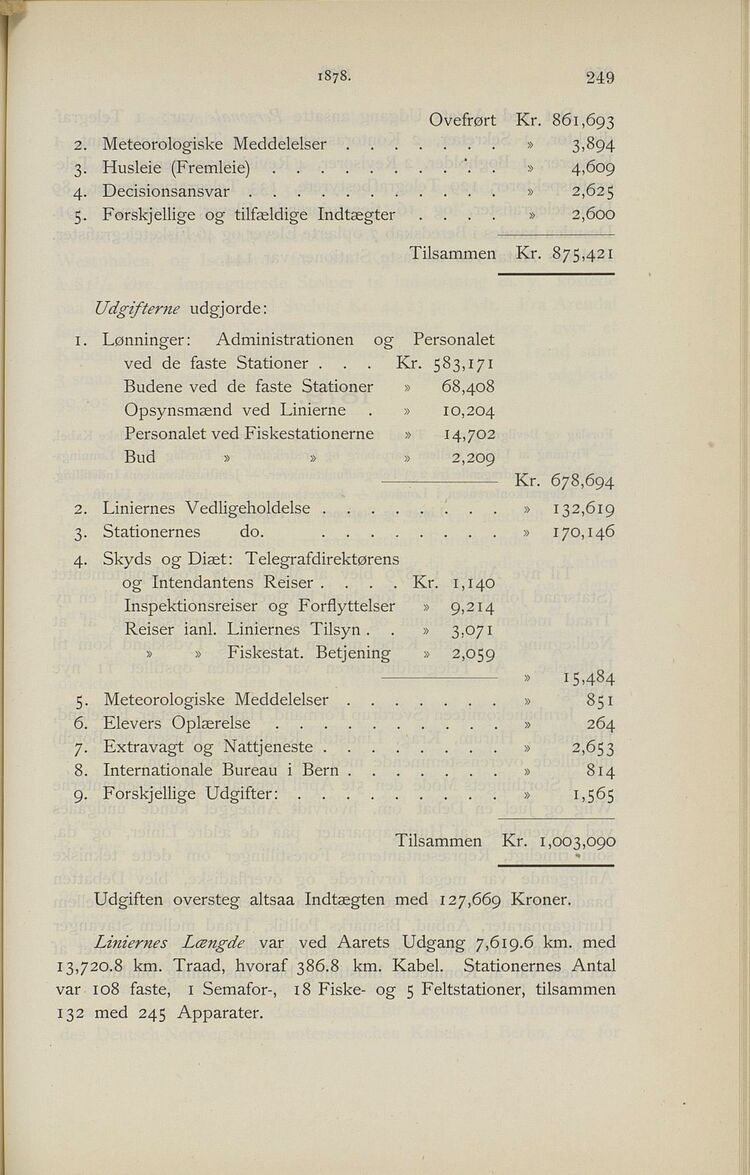 1878. 249
Ovefrørt Kr. 861,693
2. Meteorologiske Meddelelser . . . . . . . » 3,894
3. Husleie (Fremleie) . . . . . . . . . . . » 4,609
4. Decisionsansvar . . . . . . . . . . . . » 2,625
5. Forskjellige og tilfældige Indtægter . . . . » 2,600
Tilsammen Kr. 875,421
Udgifterne udgjorde:
1. Lønninger: Administrationen og Personalet
ved de faste Stationer . . . Kr. 583,171
Budene ved de faste Stationer » 68,408
Opsynsmænd ved Linierne . » 10,204
Personalet ved Fiskestationerne » 14,702
Bud » » » 2,209
Kr. 678,694
2. Liniernes Vedligeholdelse . . . . . . . . » 132,619
3. Stationernes do. . . . . . . . . » 170,146
4. Skyds og Diæt: Telegrafdirektørens
og Intendantens Reiser . . . . Kr. 1,140
Inspektionsreiser og Forflyttelser » 9,214
Reiser ianl. Liniernes Tilsyn . . » 3,071
» » Fiskestat. Betjening » 2,059
» 15,484
5. Meteorologiske Meddelelser . . . . . . . » 851
6. Elevers Oplærelse . . . . . . . . . . » 264
7. Extravagt og Nattjeneste . . . . . . . . » 2,653
8. Internationale Bureau i Bern . . . . . . . » 814
9. Forskjellige Udgifter: . . . . . . . . . » 1,565
Tilsammen Kr. 1,003,090
Udgiften oversteg altsaa Indtægten med 127,669 Kroner.
Liniernes Længde var ved Aarets Udgang 7,619.6 km. med
13,720.8 km. Traad, hvoraf 386.8 km. Kabel. Stationernes Antal
var 108 faste, 1 Semafor-, 18 Fiske- og 5 Feltstationer, tilsammen
132 med 245 Apparater.